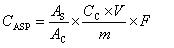 C_ASP = A_S/A_C × (C_C × V)/m × F